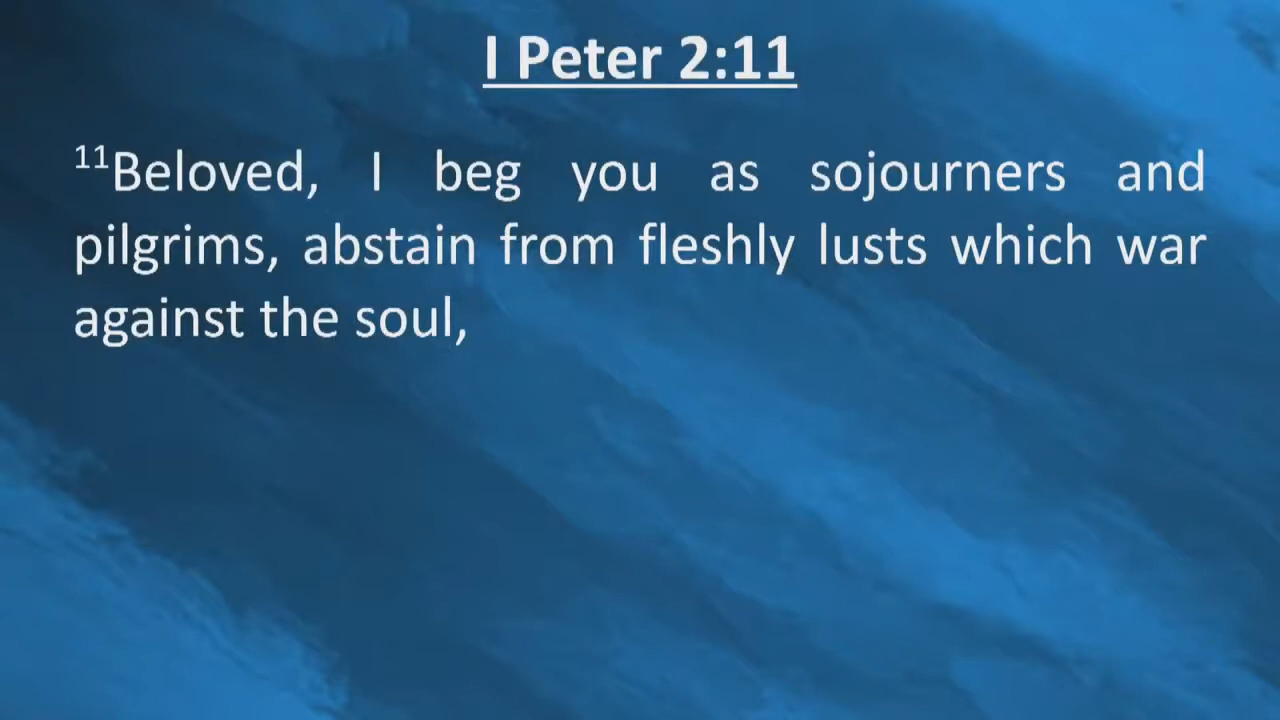 I Peter 2:11
11Beloved, I beg you as sojourners and
pilgrims, abstain from fleshly lusts which war
against the soul,